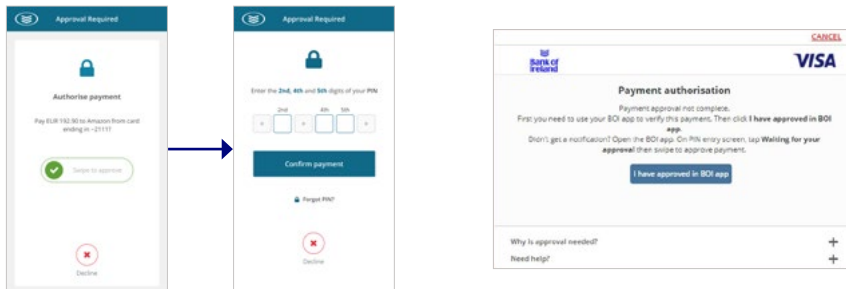 Approval Required
Authorise payment
Pay EUR 192.90 to Amazon from card
ending in ~21111
Swipe to approve
Decline
Approval Required
Enter the 2nd, 4th and 5th digits of your PIN
2nd 4th 5th
Confirm payment
Forgot PIN?
Decline
CANCEL
Bank of
Ireland
VISA
Payment authorisation
Payment approval not complete.
First you need to use your BOI app to verify this payment. Then click I have approved in BOI
app.
Didn't get a notification? Open the BOI app. On PIN entry screen, tap Waiting for your
approval then swipe to approve payment.
I have approved in BOI app
Why is approval needed?
Need help?